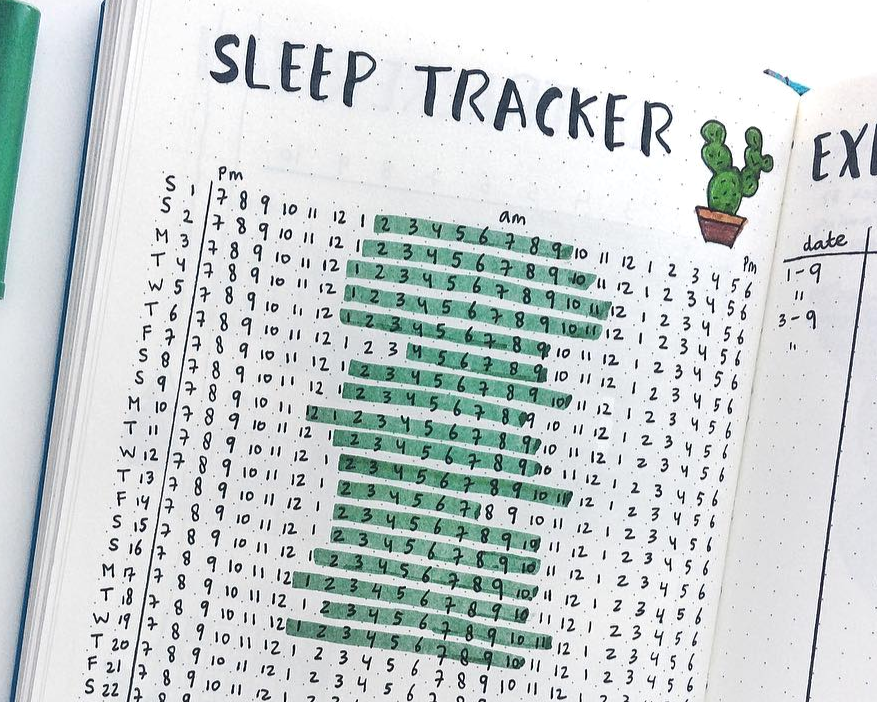 SLEEP TRACKER
EX
Pm
am
Pm
S 1 7 8 9 10 11 12 1 2 3 4 5 6 7 8 9 10 11 12 1 2 3 4 5 6
S 2 7 8 9 10 11 12 1 2 3 4 5 6 7 8 9 10 11 12 1 2 3 4 5 6
M 3 7 8 9 10 11 12 1 2 3 4 5 6 7 8 9 10 11 12 1 2 3 4 5 6
T 4 7 8 9 10 11 12 1 2 3 4 5 6 7 8 9 10 11 12 1 2 3 4 5 6
W 5 7 8 9 10 11 12 1 2 3 4 5 6 7 8 9 10 11 12 1 2 3 4 5 6
T 6 7 8 9 10 11 12 1 2 3 4 5 6 7 8 9 10 11 12 1 2 3 4 5 6
F 7 7 8 9 10 11 12 1 2 3 4 5 6 7 8 9 10 11 12 1 2 3 4 5 6
S 8 7 8 9 10 11 12 1 2 3 4 5 6 7 8 9 10 11 12 1 2 3 4 5 6
S 9 7 8 9 10 11 12 1 2 3 4 5 6 7 8 9 10 11 12 1 2 3 4 5 6
M 10 7 8 9 10 11 12 1 2 3 4 5 6 7 8 9 10 11 12 1 2 3 4 5 6
T 11 7 8 9 10 11 12 1 2 3 4 5 6 7 8 9 10 11 12 1 2 3 4 5 6
W 12 7 8 9 10 11 12 1 2 3 4 5 6 7 8 9 10 11 12 1 2 3 4 5 6
T 13 7 8 9 10 11 12 1 2 3 4 5 6 7 8 9 10 11 12 1 2 3 4 5 6
F 14 7 8 9 10 11 12 1 2 3 4 5 6 7 8 9 10 11 12 1 2 3 4 5 6
S 15 7 8 9 10 11 12 1 2 3 4 5 6 7 8 9 10 11 12 1 2 3 4 5 6
S 16 7 8 9 10 11 12 1 2 3 4 5 6 7 8 9 10 11 12 1 2 3 4 5 6
M 17 7 8 9 10 11 12 1 2 3 4 5 6 7 8 9 10 11 12 1 2 3 4 5 6
T 18 7 8 9 10 11 12 1 2 3 4 5 6 7 8 9 10 11 12 1 2 3 4 5 6
W 19 7 8 9 10 11 12 1 2 3 4 5 6 7 8 9 10 11 12 1 2 3 4 5 6
T 20 7 8 9 10 11 12 1 2 3 4 5 6 7 8 9 10 11 12
F 21 7 8 9 10 11 12 1 2 3 4 5 6
S 22 7 8 9 10 11 12
date
1-9
"
3-9
"